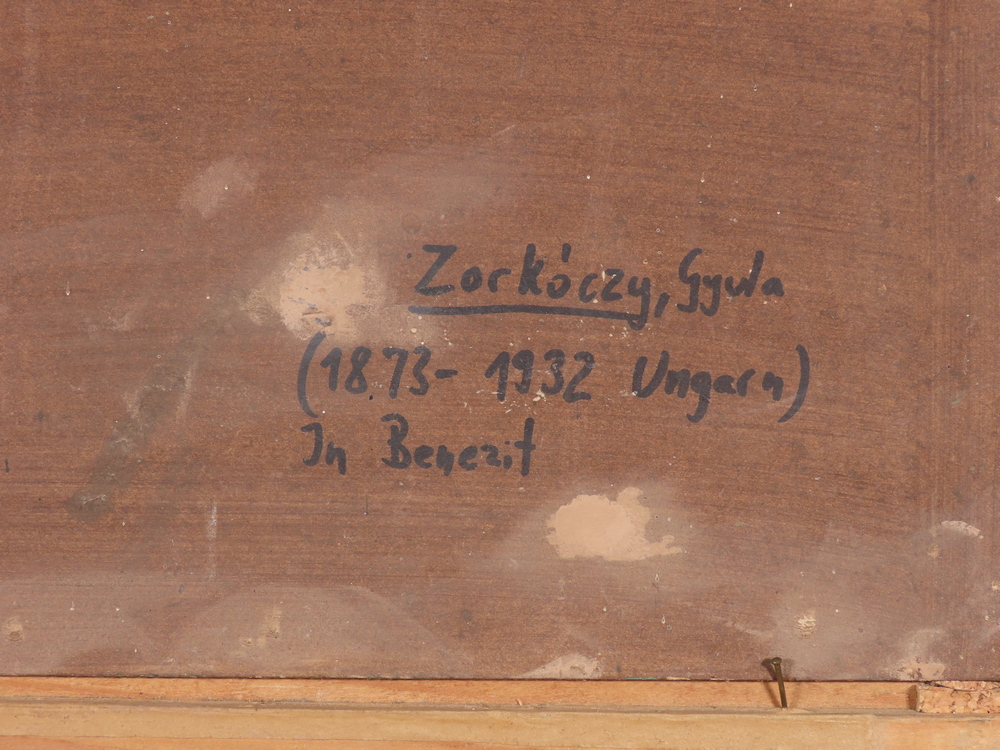 Zorkóczy, Gyula
(1873- 1932 Ungarn)
In Benezit